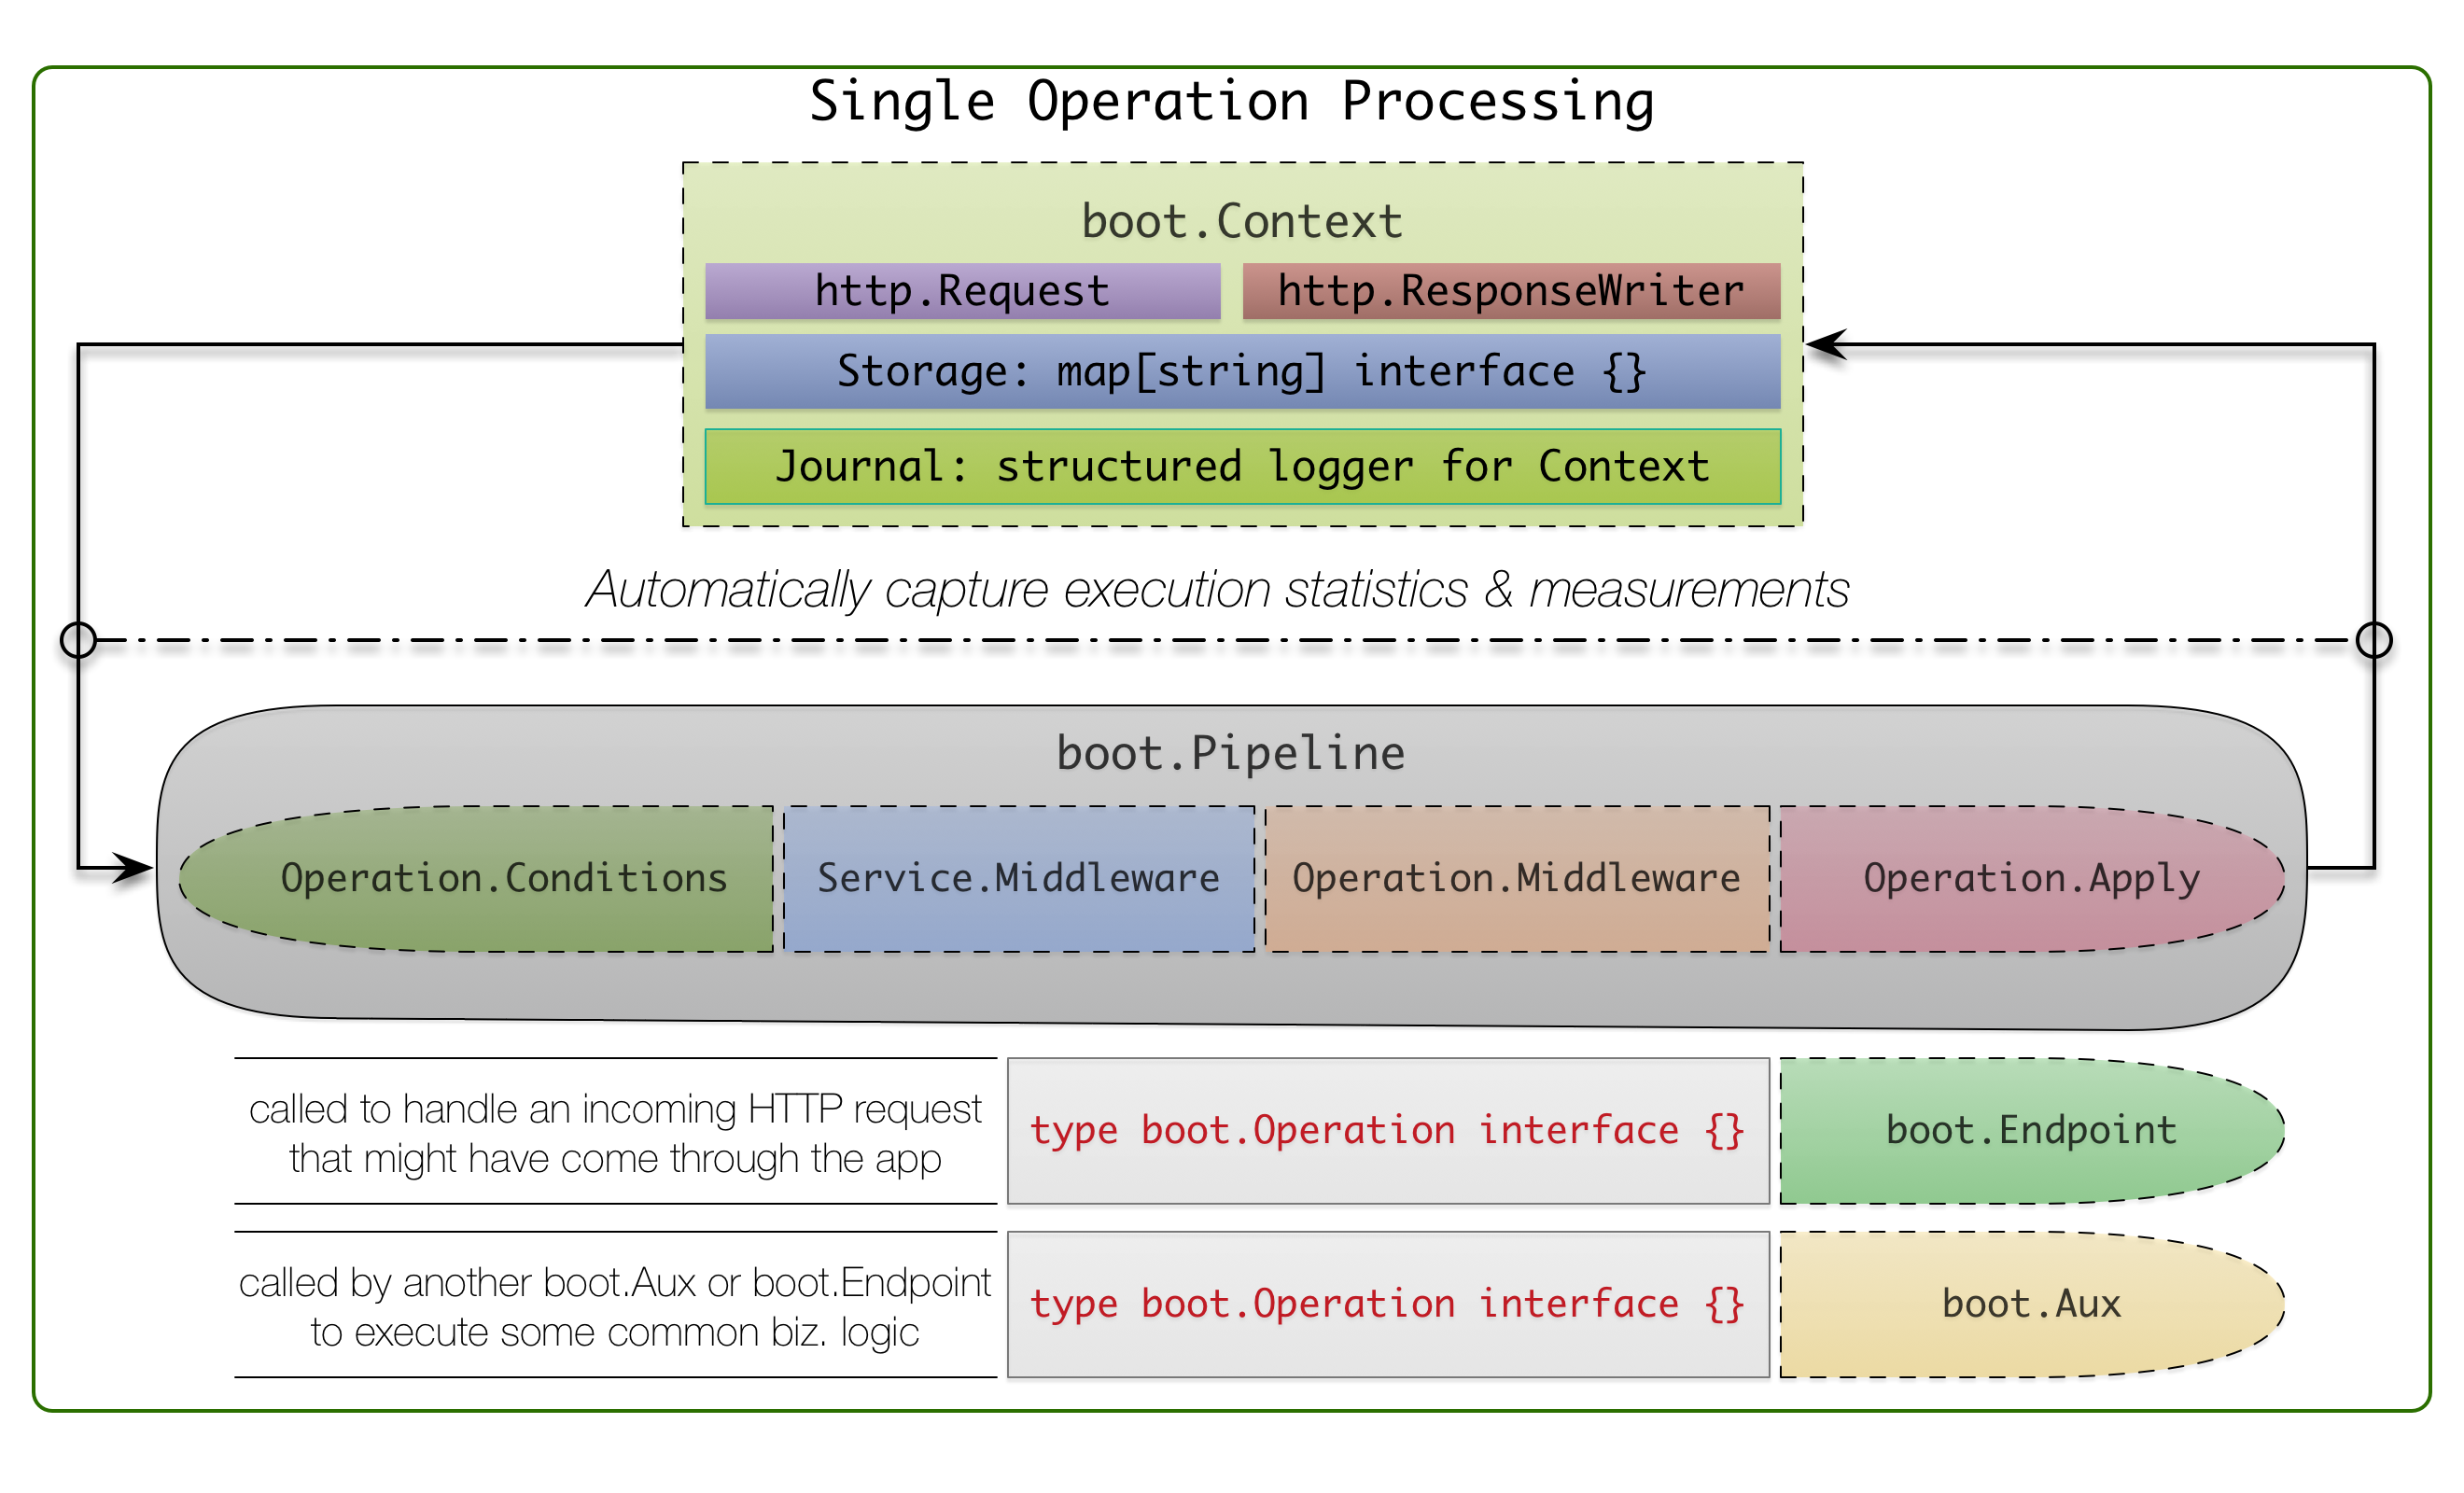 Single Operation Processing
boot.Context
http.Request
http.ResponseWriter
Storage: map[string] interface {}
Journal: structured logger for Context
Automatically capture execution statistics & measurements
boot.Pipeline
Operation.Conditions
Service.Middleware
Operation.Middleware
Operation.Apply
called to handle an incoming HTTP request
that might have come through the app
type boot.Operation interface {}
boot.Endpoint
called by another boot.Aux or boot.Endpoint
to execute some common biz. logic
type boot.Operation interface {}
boot.Aux